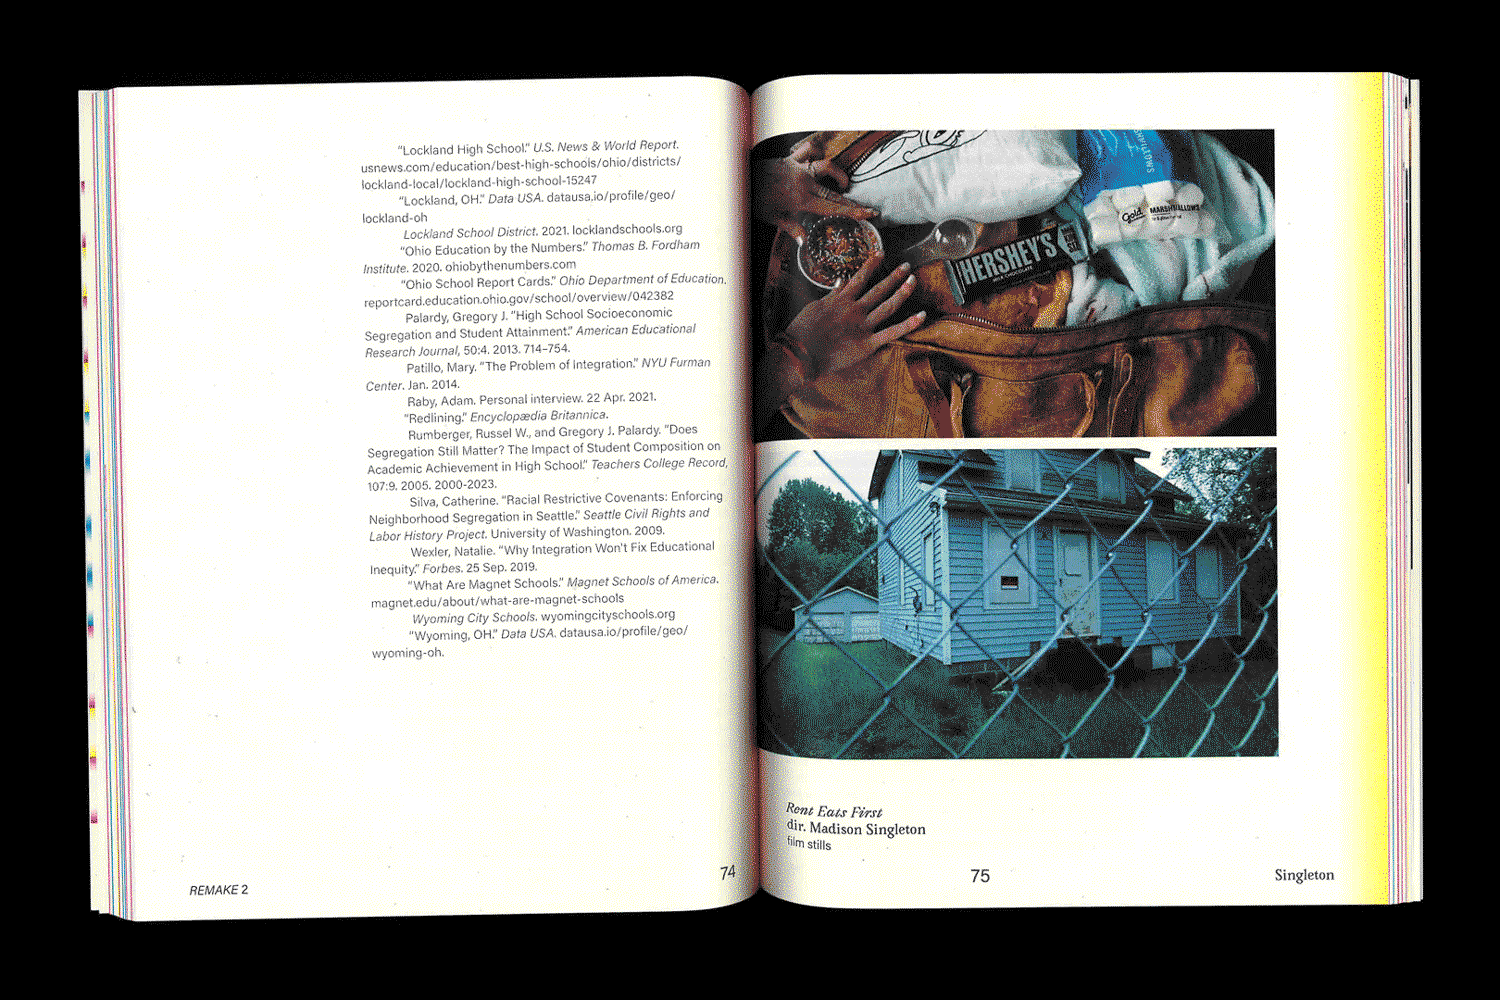 “Lockland High School.” U.S. News & World Report.
usnews.com/education/best-high-schools/ohio/districts/
lockland-local/lockland-high-school-15247
“Lockland, OH.” Data USA. datausa.io/profile/geo/
lockland-oh
Lockland School District. 2021. locklandschools.org
“Ohio Education by the Numbers.” Thomas B. Fordham
Institute. 2020. ohiobythenumbers.com
“Ohio School Report Cards.” Ohio Department of Education.
reportcard.education.ohio.gov/school/overview/042382
Palardy, Gregory J. “High School Socioeconomic
Segregation and Student Attainment.” American Educational
Research Journal, 50:4. 2013. 714–754.
Patillo, Mary. “The Problem of Integration.” NYU Furman
Center. Jan. 2014.
Raby, Adam. Personal interview. 22 Apr. 2021.
“Redlining.” Encyclopædia Britannica.
Rumberger, Russel W., and Gregory J. Palardy. “Does
Segregation Still Matter? The Impact of Student Composition on
Academic Achievement in High School.” Teachers College Record,
107:9. 2005. 2000-2023.
Silva, Catherine. “Racial Restrictive Covenants: Enforcing
Neighborhood Segregation in Seattle.” Seattle Civil Rights and
Labor History Project. University of Washington. 2009.
Wexler, Natalie. “Why Integration Won’t Fix Educational
Inequity.” Forbes. 25 Sep. 2019.
“What Are Magnet Schools.” Magnet Schools of America.
magnet.edu/about/what-are-magnet-schools
Wyoming City Schools. wyomingcityschools.org
“Wyoming, OH.” Data USA. datausa.io/profile/geo/
wyoming-oh.
REMAKE 2
74
Gold
MARSHMALLOWS
HERSHEY'S
MILK CHOCOLATE
Rent Eats First
dir. Madison Singleton
film stills
75
Singleton